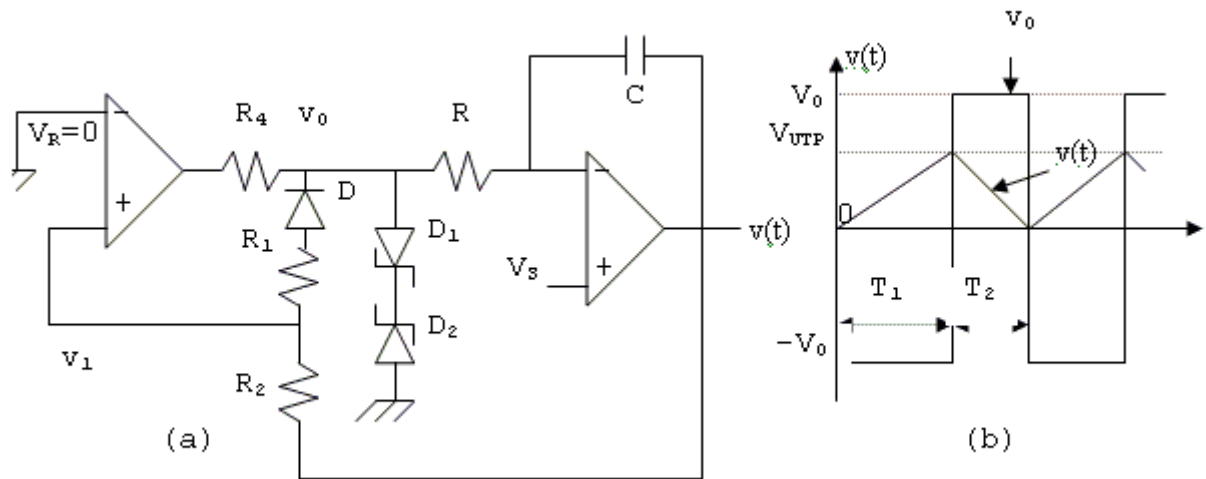 V_R=0
−
+
R₄
v₀
R
C
D
R₁
D₁
D₂
R₂
v₁
V_S
−
+
v(t)
(a)
v₀
v(t)
V₀
V_UTP
v(t)
0
T₁
T₂
-V₀
(b)